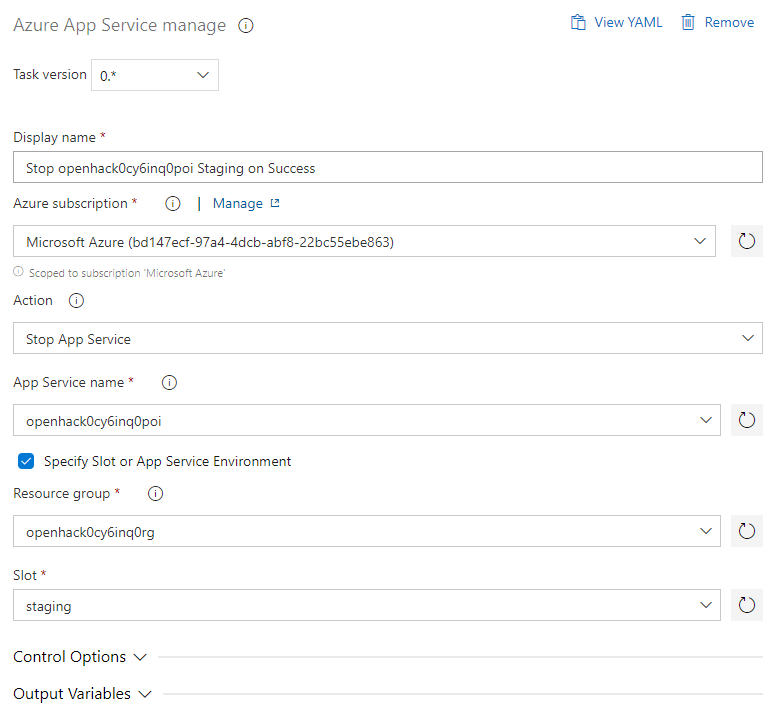 Azure App Service manage
View YAML
Remove
Task version 0.*
Display name *
Stop openhack0cy6inq0poi Staging on Success
Azure subscription * | Manage
Microsoft Azure (bd147ecf-97a4-4dcb-abf8-22bc55ebe863)
Scoped to subscription 'Microsoft Azure'
Action
Stop App Service
App Service name *
openhack0cy6inq0poi
Specify Slot or App Service Environment
Resource group *
openhack0cy6inq0rg
Slot *
staging
Control Options
Output Variables